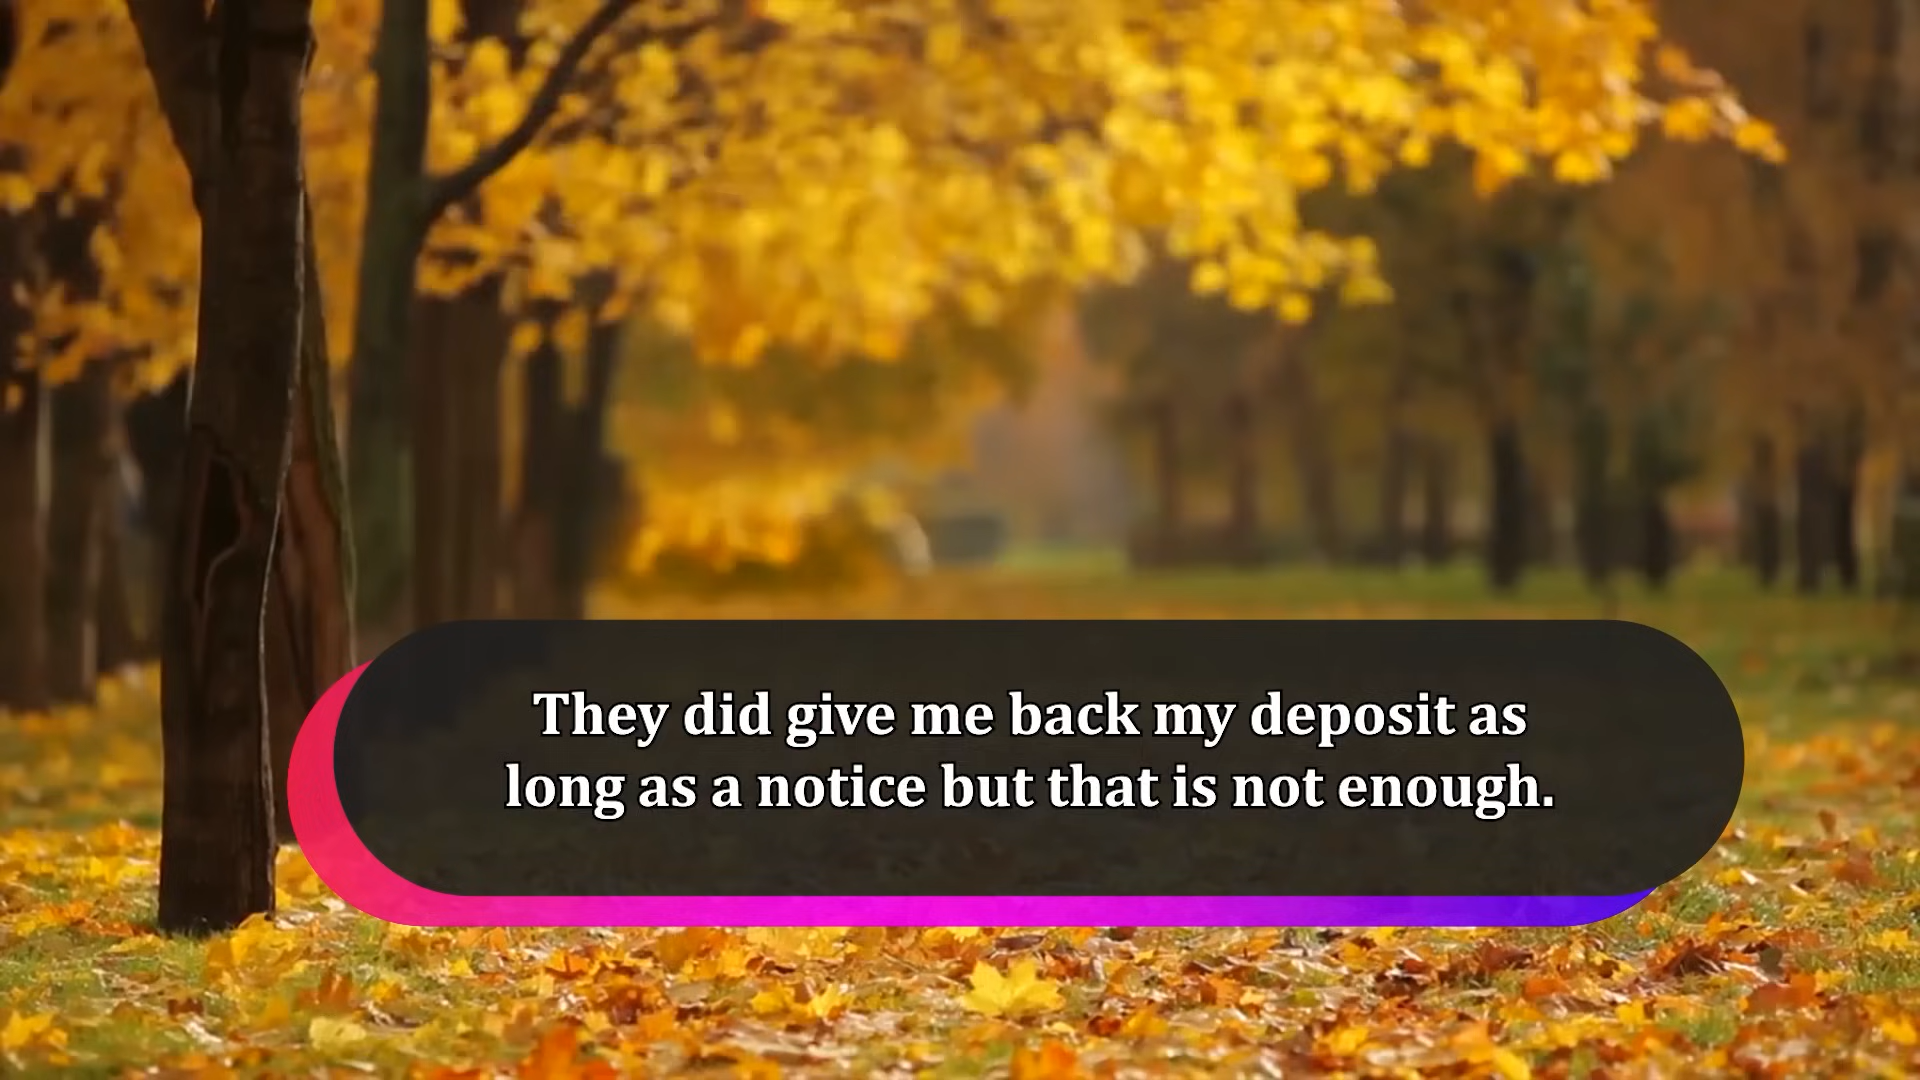 They did give me back my deposit as
long as a notice but that is not enough.